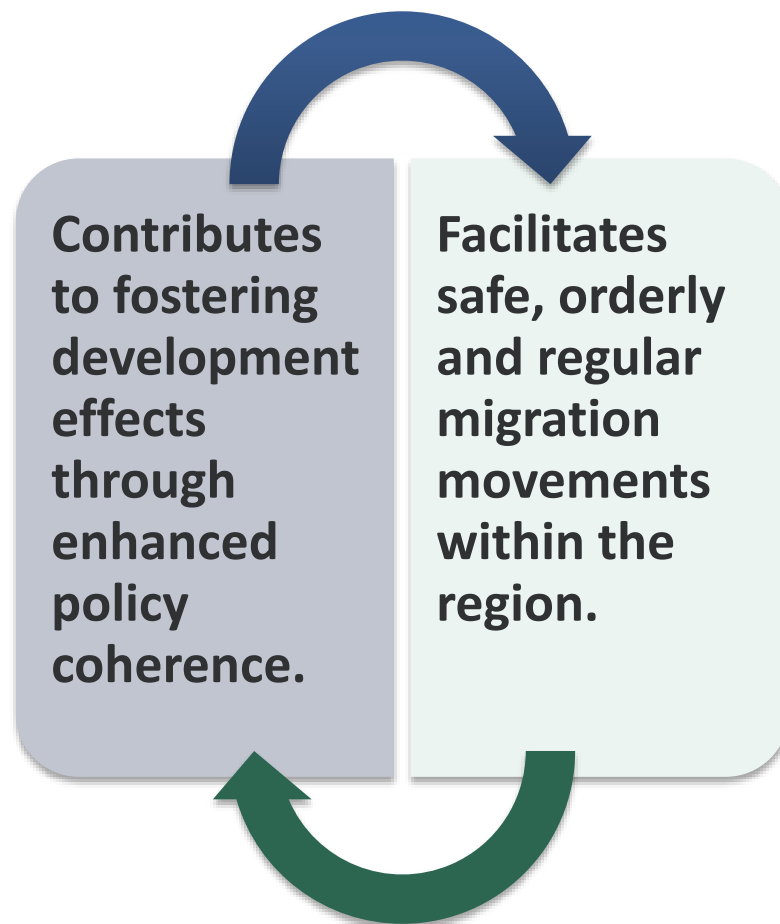 Contributes
to fostering
development
effects
through
enhanced
policy
coherence.
Facilitates
safe, orderly
and regular
migration
movements
within the
region.